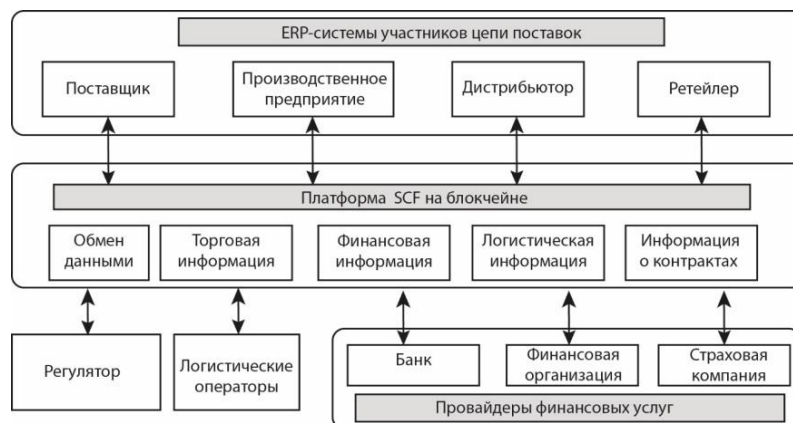 ERP-системы участников цепи поставок
Поставщик
Производственное
предприятие
Дистрибьютор
Ретейлер
Платформа SCF на блокчейне
Обмен
данными
Торговая
информация
Финансовая
информация
Логистическая
информация
Информация
о контрактах
Регулятор
Логистические
операторы
Банк
Финансовая
организация
Страховая
компания
Провайдеры финансовых услуг